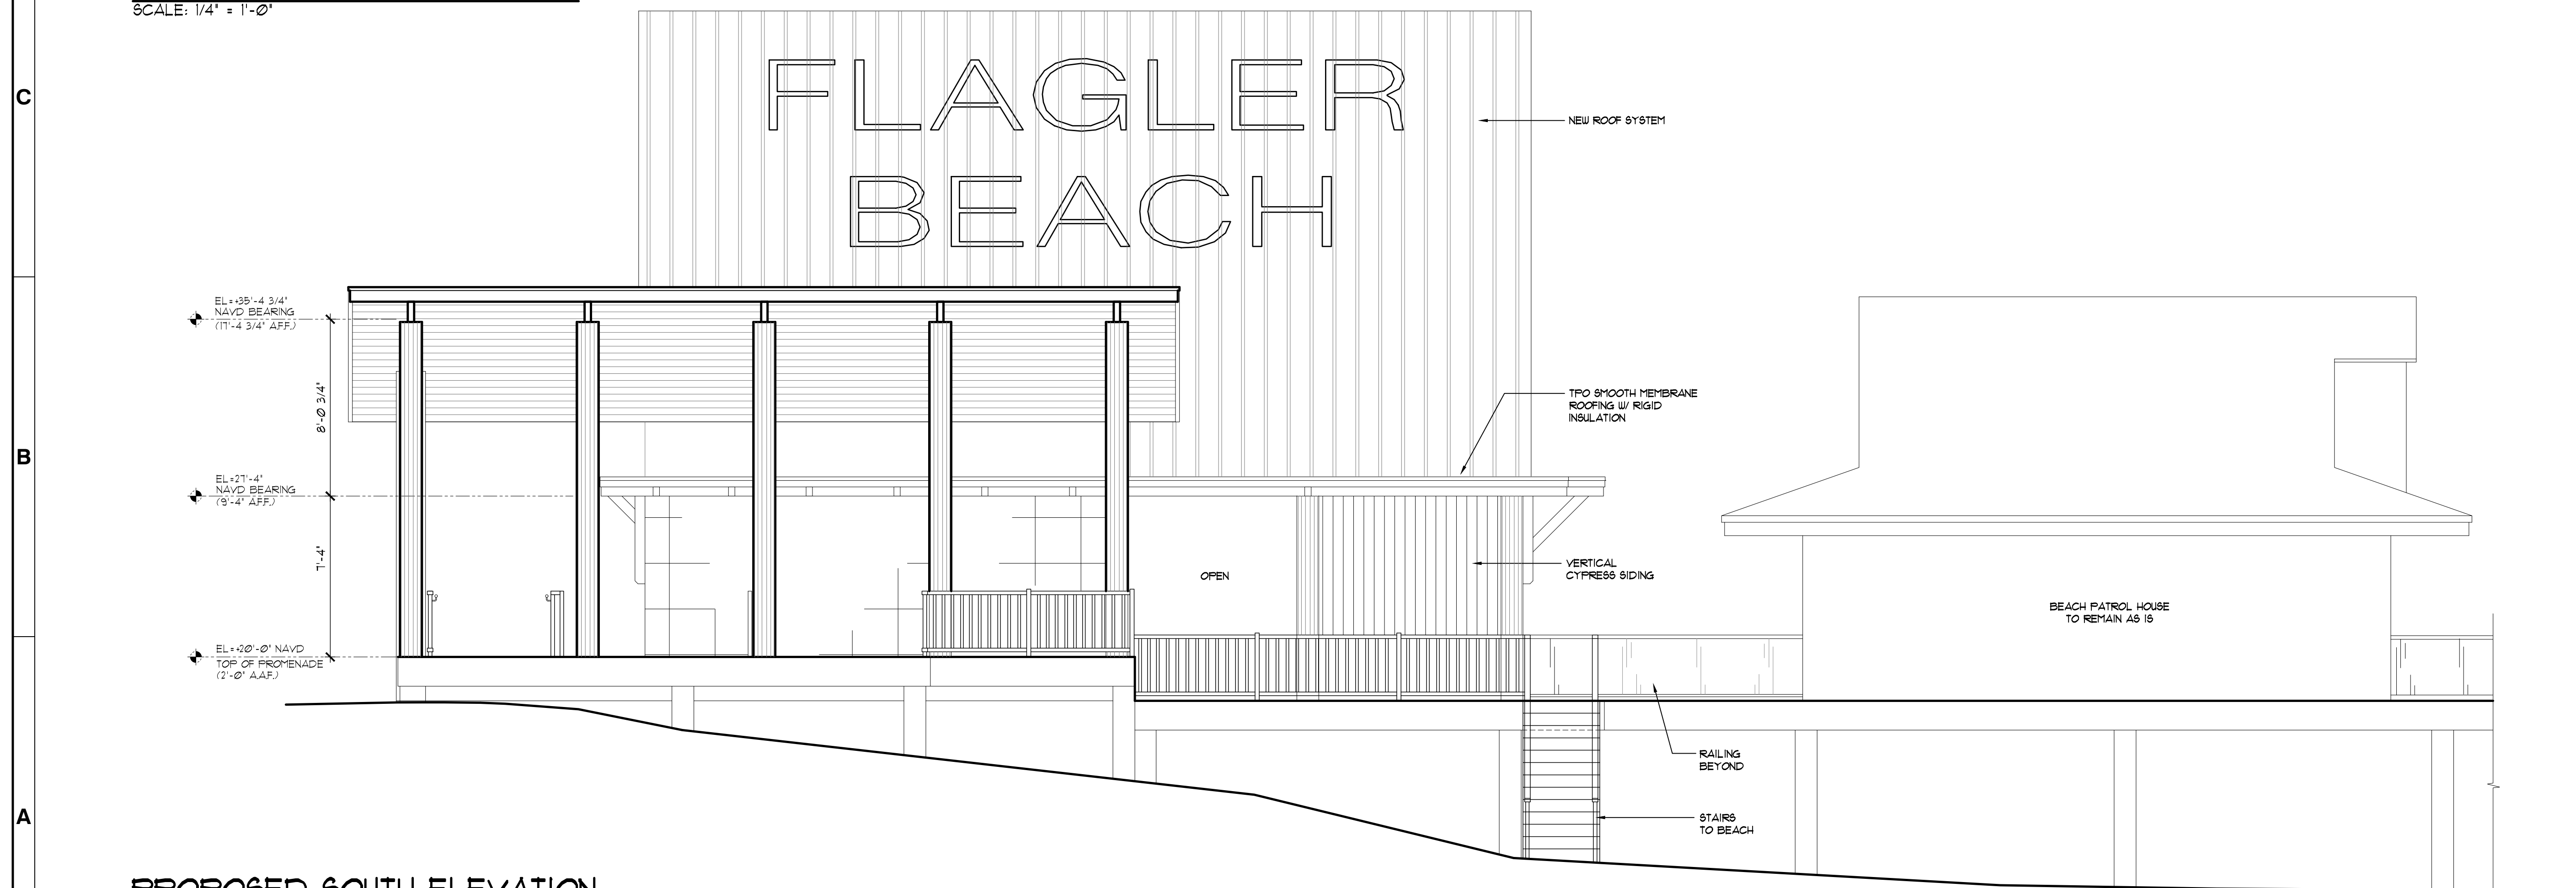 SCALE: 1/4" = 1'-0"
C
FLAGLER
BEACH
NEW ROOF SYSTEM
EL=+35'-4 3/4"
NAVD BEARING
(17'-4 3/4" A.F.F.)
8'-0 3/4"
TPO SMOOTH MEMBRANE
ROOFING W/ RIGID
INSULATION
B
EL=27'-4"
NAVD BEARING
(9'-4" A.F.F.)
7'-4"
OPEN
VERTICAL
CYPRESS SIDING
BEACH PATROL HOUSE
TO REMAIN AS IS
EL=+20'-0" NAVD
TOP OF PROMENADE
(2'-0" A.A.F.)
RAILING
BEYOND
A
STAIRS
TO BEACH
PROPOSED SOUTH ELEVATION